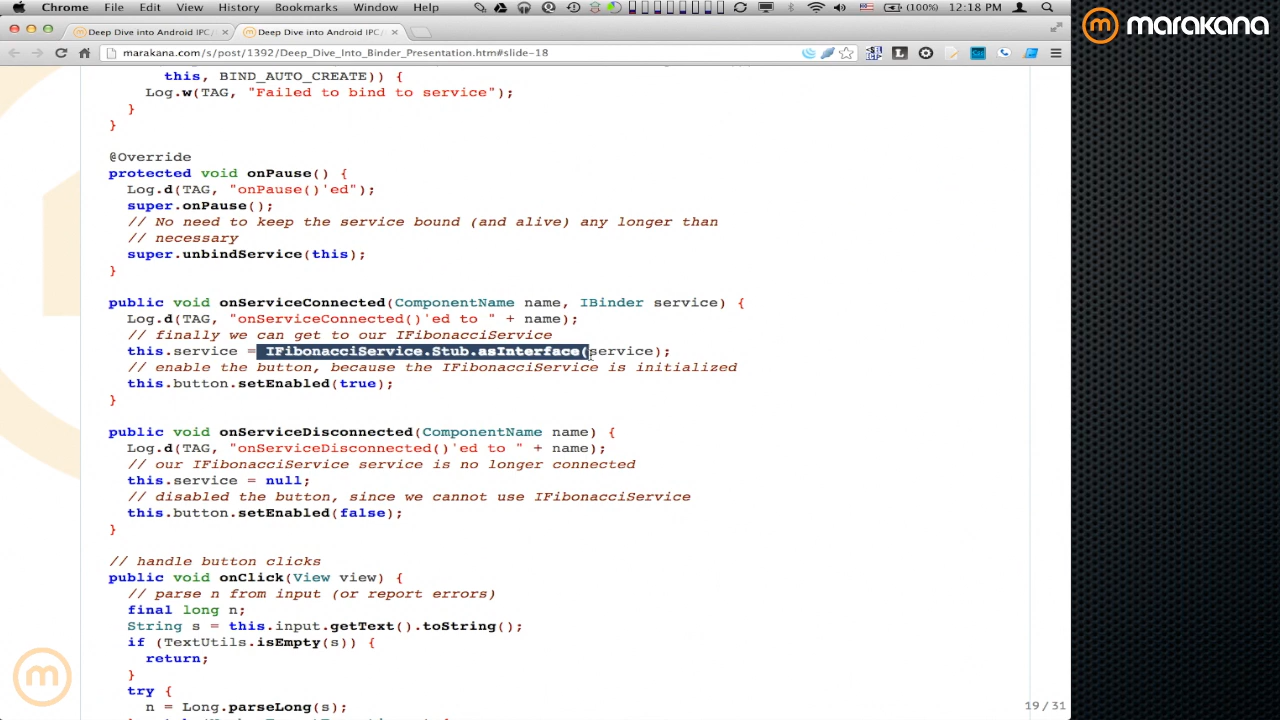 Chrome File Edit View History Bookmarks Window Help (100%) 12:18 PM
marakana
Deep Dive into Android IPC/ Deep Dive into Android IPC/
marakana.com/s/post/1392/Deep_Dive_Into_Binder_Presentation.htm#slide-18
this, BIND_AUTO_CREATE)) {
Log.w(TAG, "Failed to bind to service");
}
}
@Override
protected void onPause() {
Log.d(TAG, "onPause()'ed");
super.onPause();
// No need to keep the service bound (and alive) any longer than
// necessary
super.unbindService(this);
}
public void onServiceConnected(ComponentName name, IBinder service) {
Log.d(TAG, "onServiceConnected()'ed to " + name);
// finally we can get to our IFibonacciService
this.service = IFibonacciService.Stub.asInterface(service);
// enable the button, because the IFibonacciService is initialized
this.button.setEnabled(true);
}
public void onServiceDisconnected(ComponentName name) {
Log.d(TAG, "onServiceDisconnected()'ed to " + name);
// our IFibonacciService service is no longer connected
this.service = null;
// disabled the button, since we cannot use IFibonacciService
this.button.setEnabled(false);
}
// handle button clicks
public void onClick(View view) {
// parse n from input (or report errors)
final long n;
String s = this.input.getText().toString();
if (TextUtils.isEmpty(s)) {
return;
}
try {
n = Long.parseLong(s);
19 / 31